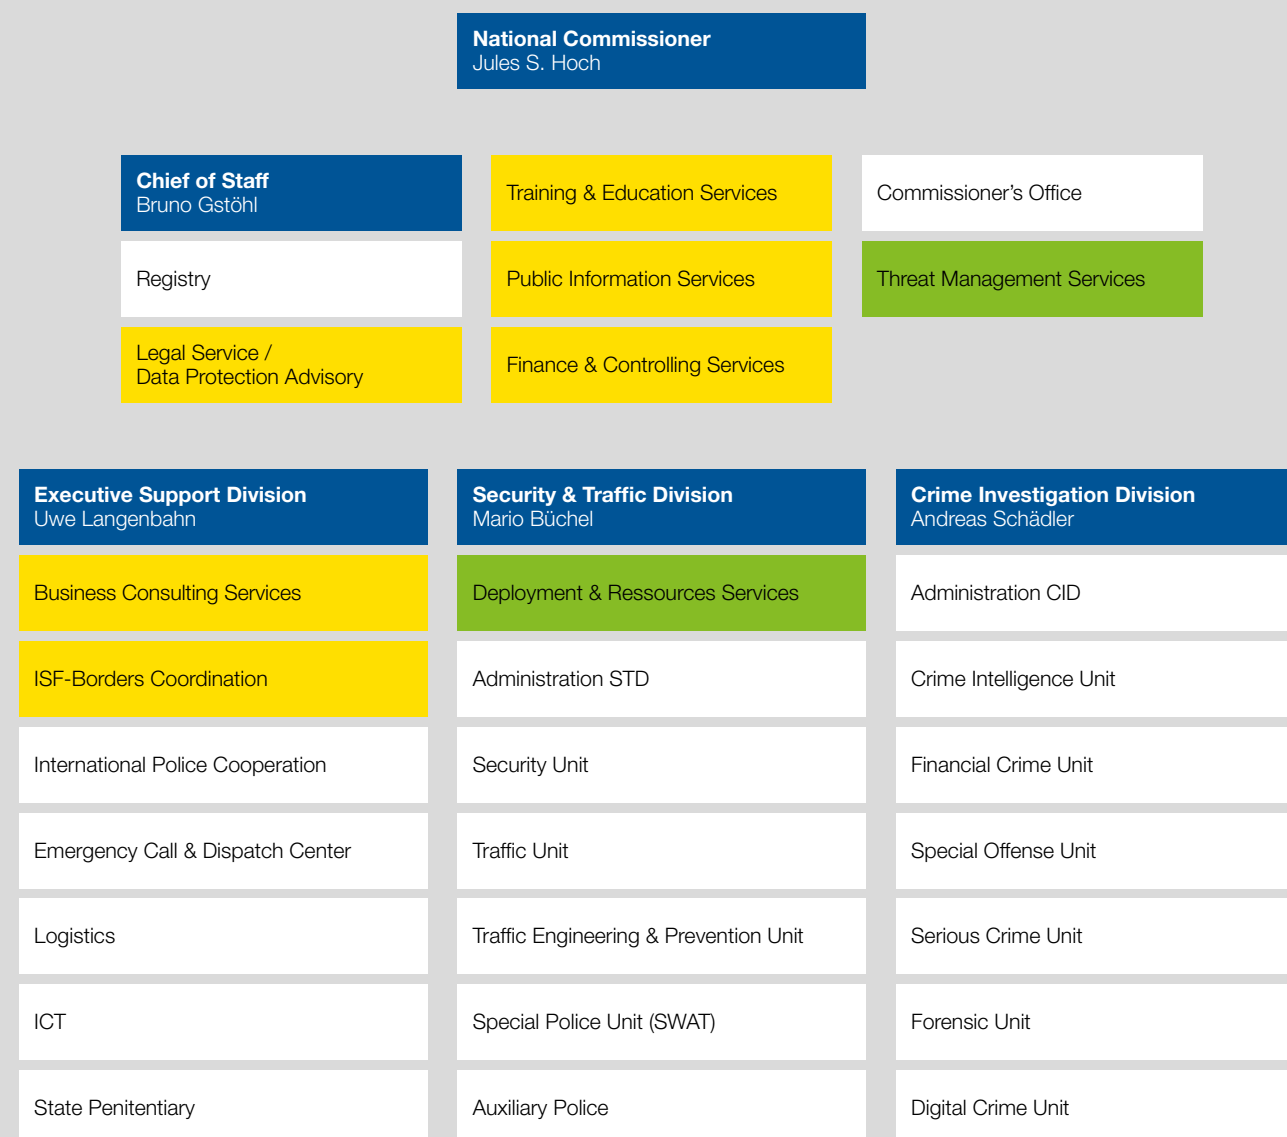 National Commissioner
Jules S. Hoch
Chief of Staff
Bruno Gstöhl
Registry
Legal Service /
Data Protection Advisory
Training & Education Services
Public Information Services
Finance & Controlling Services
Commissioner's Office
Threat Management Services
Executive Support Division
Uwe Langenbahn
Business Consulting Services
ISF-Borders Coordination
International Police Cooperation
Emergency Call & Dispatch Center
Logistics
ICT
State Penitentiary
Security & Traffic Division
Mario Büchel
Deployment & Ressources Services
Administration STD
Security Unit
Traffic Unit
Traffic Engineering & Prevention Unit
Special Police Unit (SWAT)
Auxiliary Police
Crime Investigation Division
Andreas Schädler
Administration CID
Crime Intelligence Unit
Financial Crime Unit
Special Offense Unit
Serious Crime Unit
Forensic Unit
Digital Crime Unit